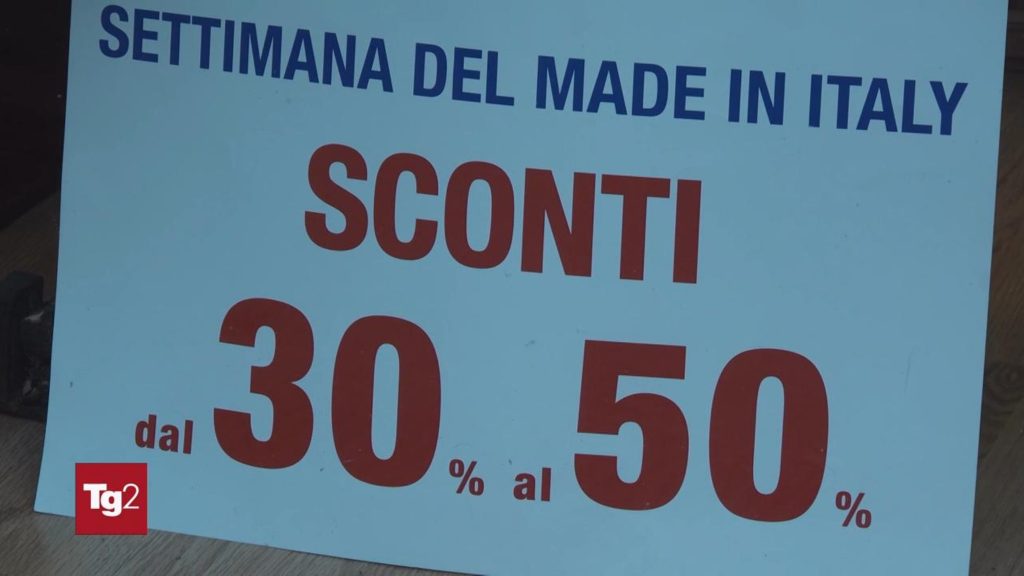 SETTIMANA DEL MADE IN ITALY
SCONTI
dal 30% al 50%
Tg2